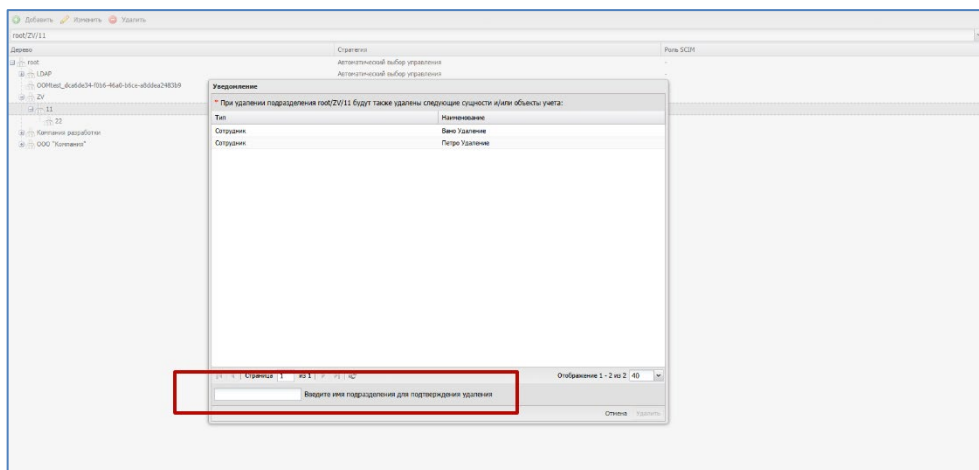 Добавить Изменить Удалить
root/ZV/11
Дерево Стратегия Роль SCIM
root Автоматический выбор управления -
LDAP Автоматический выбор управления -
ZV
11
22
Компания разработки
ООО "Компания"
Уведомление
* При удалении подразделения root/ZV/11 будут также удалены следующие сущности и/или объекты учета:
Тип Наименование
Сотрудник Вано Удаление
Сотрудник Петро Удаление
Страница 1 из 1 Отображение 1 - 2 из 2 40
Введите имя подразделения для подтверждения удаления
Отмена Удалить